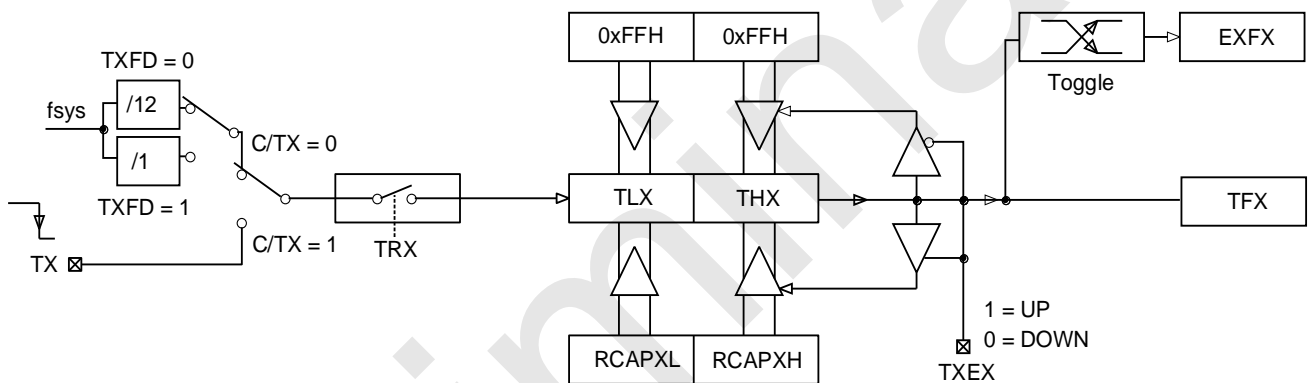 0xFFH 0xFFH
EXFX
Toggle
TXFD = 0
fsys
/12
C/TX = 0
/1
TXFD = 1
TLX THX
TFX
TX
C/TX = 1
TRX
1 = UP
0 = DOWN
RCAPXL RCAPXH
TXEX